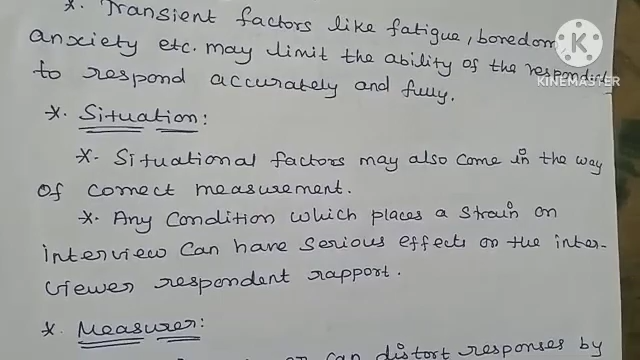 *. Transient factors like fatigue, boredom
anxiety etc. may limit the ability of the respondent
to respond accurately and fully.
*. Situation:
*. Situational factors may also come in the way
of correct measurement.
*. Any condition which places a strain on
interview can have serious effects on the inter-
viewer respondent rapport.
*. Measurer:
can distort responses by
KINEMASTER